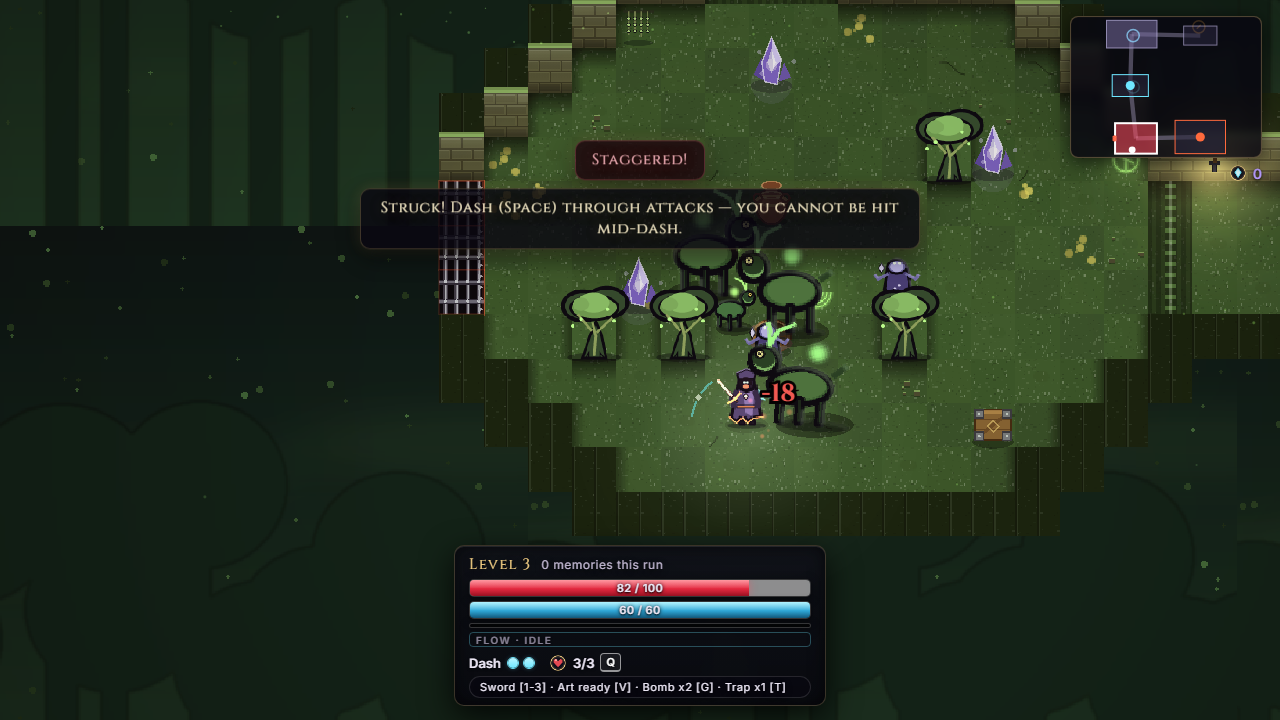 STAGGERED!
0
STRUCK! DASH (SPACE) THROUGH ATTACKS — YOU CANNOT BE HIT
MID-DASH.
-18
LEVEL 3 0 memories this run
82 / 100
60 / 60
FLOW · IDLE
Dash 3/3 Q
Sword [1-3] · Art ready [V] · Bomb x2 [G] · Trap x1 [T]